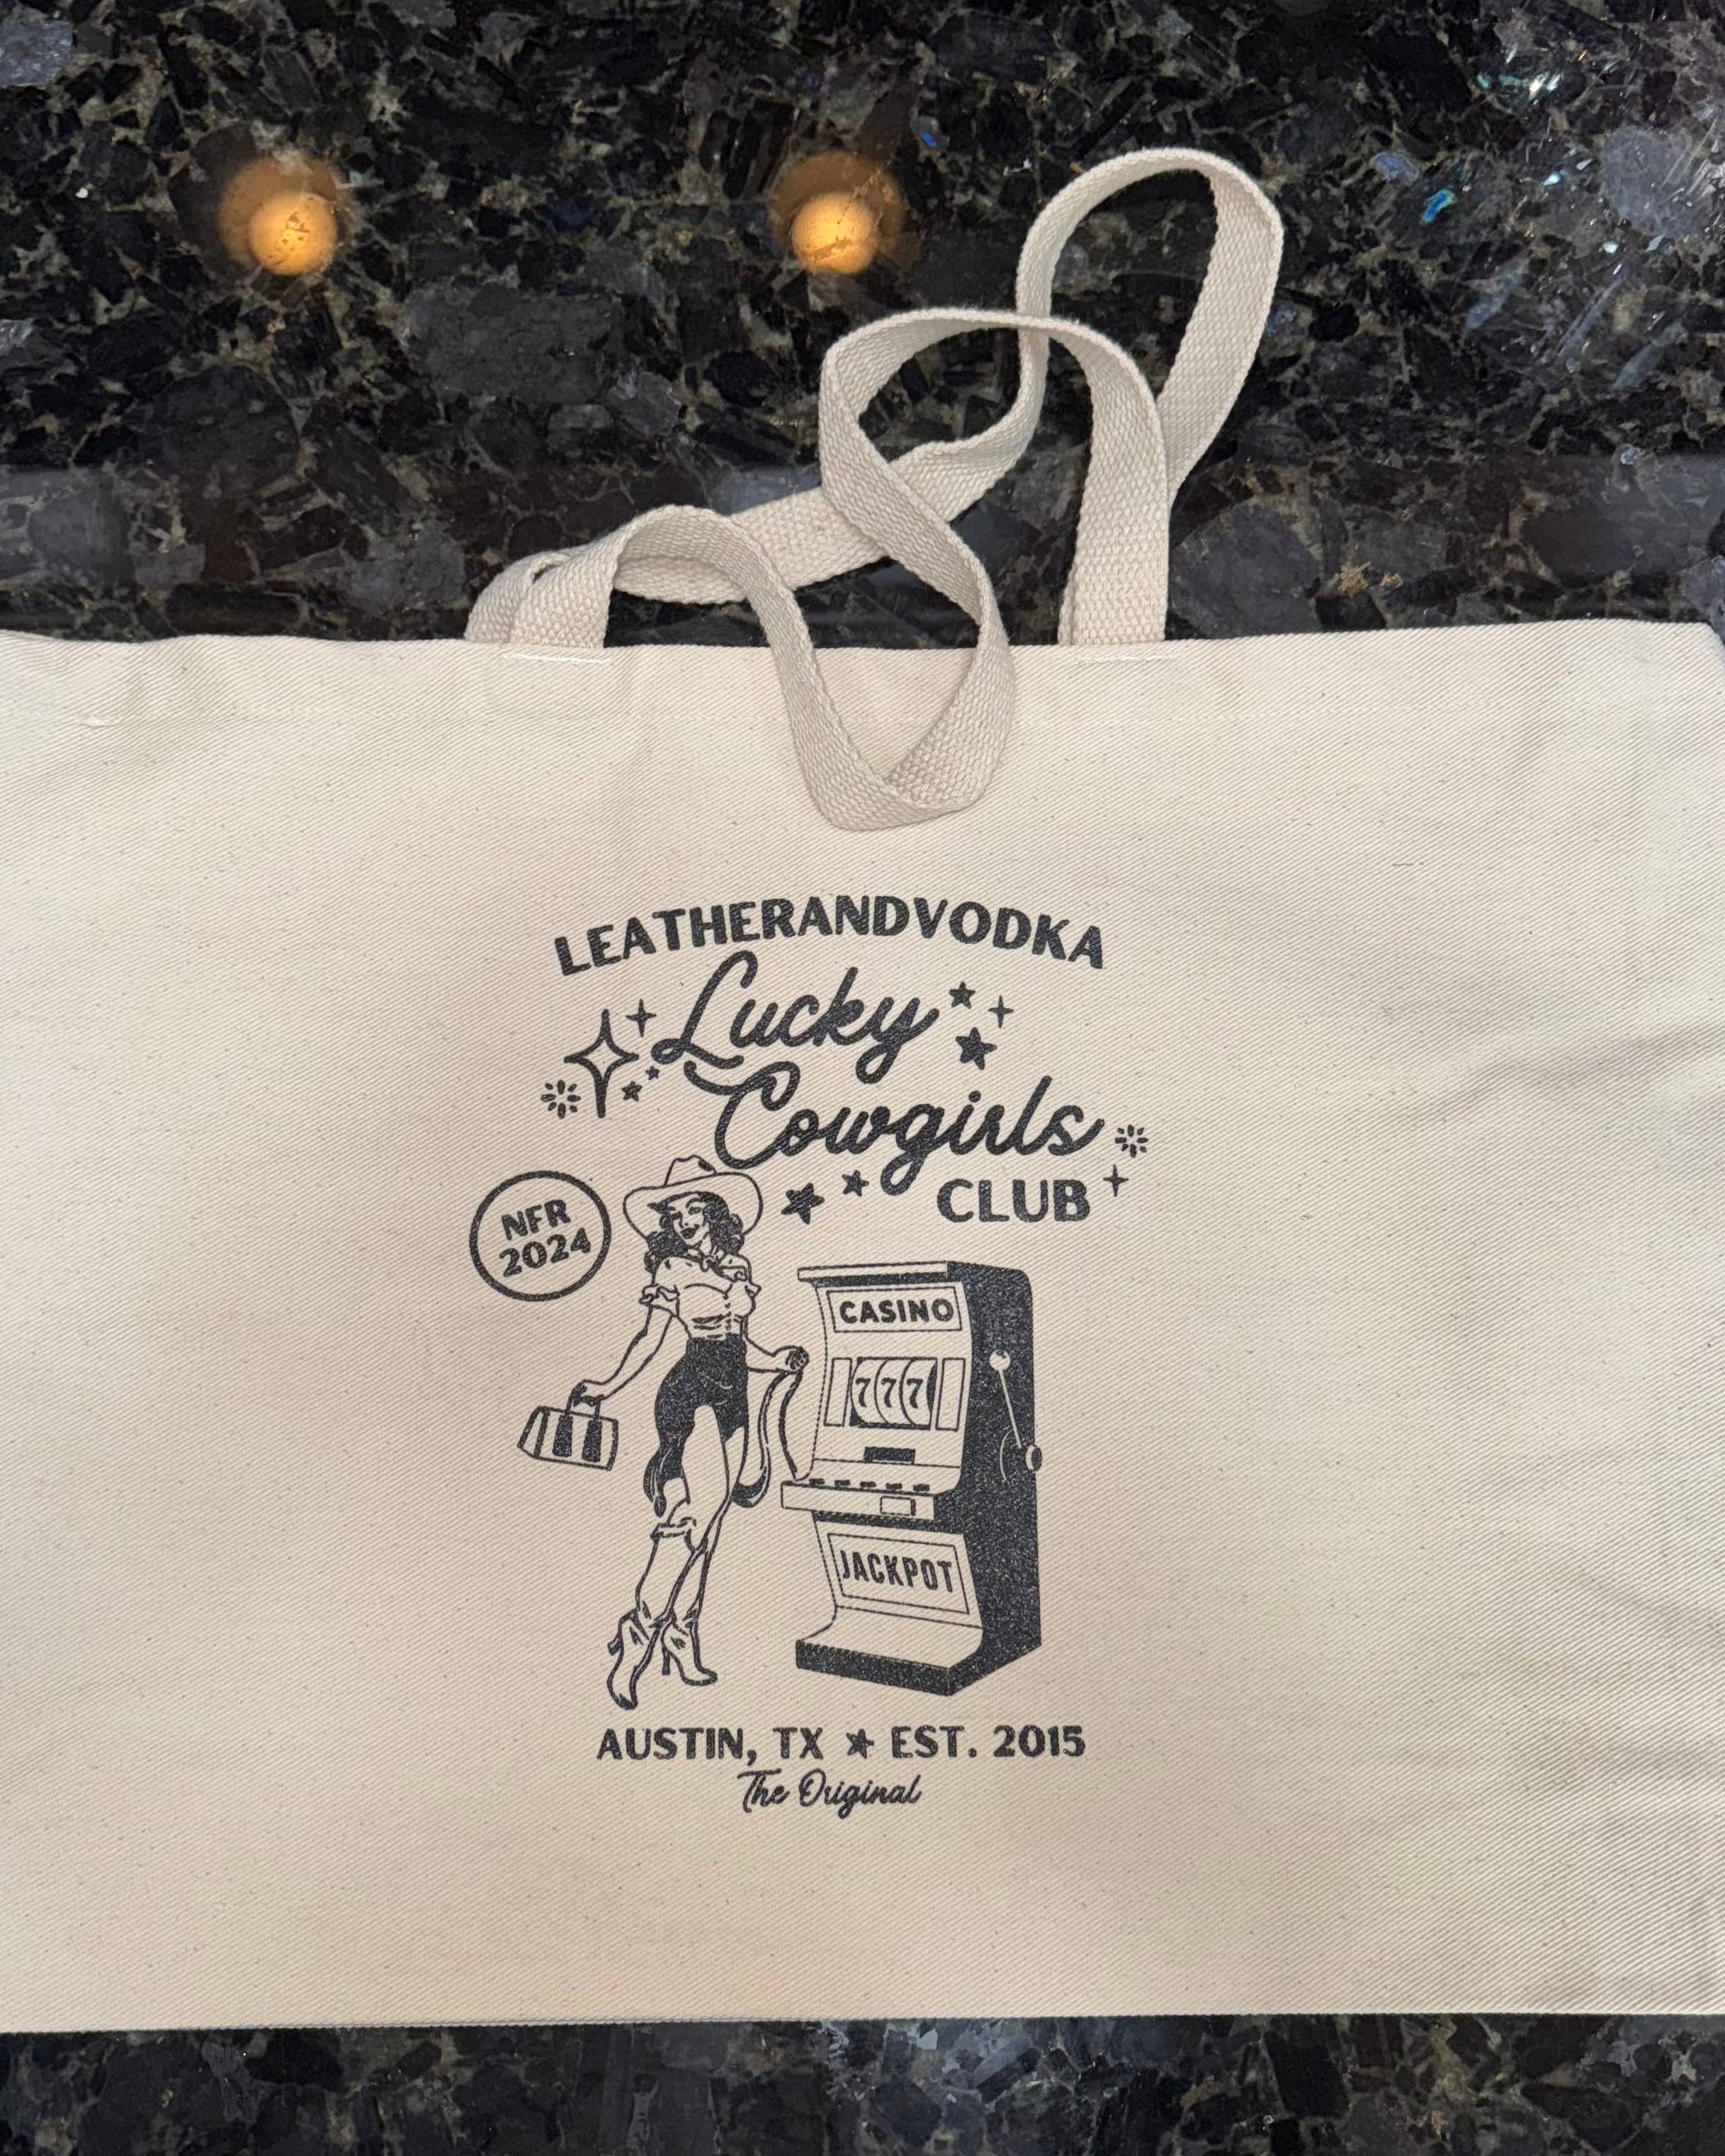 LEATHERANDVODKA
Lucky
Cowgirls
CLUB
NFR
2024
CASINO
777
JACKPOT
AUSTIN, TX ★ EST. 2015
The Original